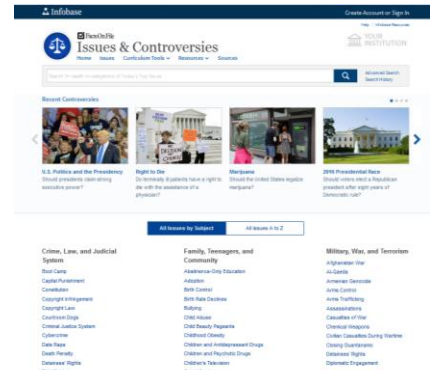 Infobase
Create Account or Sign In
Help Infobase Resources
FactsOnFile
Issues & Controversies
YOUR
INSTITUTION
Home Issues Curriculum Tools Resources Sources
Advanced Search
Search History
Recent Controversies
U.S. Politics and the Presidency
Should presidents claim strong
executive power?
Right to Die
Do terminally ill patients have a right to
die with the assistance of a
physician?
Marijuana
Should the United States legalize
marijuana?
2016 Presidential Race
Should voters elect a Republican
president after eight years of
Democratic rule?
All Issues by Subject
All Issues A to Z
Crime, Law, and Judicial
System
Boot Camp
Capital Punishment
Constitution
Copyright Infringement
Copyright Law
Courtroom Dogs
Criminal Justice System
Cybercrime
Date Rape
Death Penalty
Detainees' Rights
Family, Teenagers, and
Community
Abstinence-Only Education
Adoption
Birth Control
Birth Rate Declines
Bullying
Child Abuse
Child Beauty Pageants
Childhood Obesity
Children and Antidepressant Drugs
Children and Psychotic Drugs
Children's Television
Military, War, and Terrorism
Afghanistan War
Al-Qaeda
Armenian Genocide
Arms Control
Arms Trafficking
Assassinations
Casualties of War
Chemical Weapons
Civilian Casualties During Wartime
Closing Guantanamo
Detainees' Rights
Diplomatic Engagement